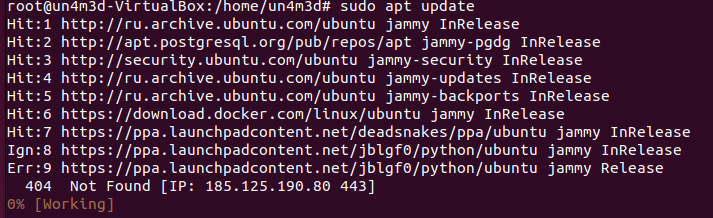 root@un4m3d-VirtualBox:/home/un4m3d# sudo apt update
Hit:1 http://ru.archive.ubuntu.com/ubuntu jammy InRelease
Hit:2 http://apt.postgresql.org/pub/repos/apt jammy-pgdg InRelease
Hit:3 http://security.ubuntu.com/ubuntu jammy-security InRelease
Hit:4 http://ru.archive.ubuntu.com/ubuntu jammy-updates InRelease
Hit:5 http://ru.archive.ubuntu.com/ubuntu jammy-backports InRelease
Hit:6 https://download.docker.com/linux/ubuntu jammy InRelease
Hit:7 https://ppa.launchpadcontent.net/deadsnakes/ppa/ubuntu jammy InRelease
Ign:8 https://ppa.launchpadcontent.net/jblgf0/python/ubuntu jammy InRelease
Err:9 https://ppa.launchpadcontent.net/jblgf0/python/ubuntu jammy Release
  404  Not Found [IP: 185.125.190.80 443]
0% [Working]